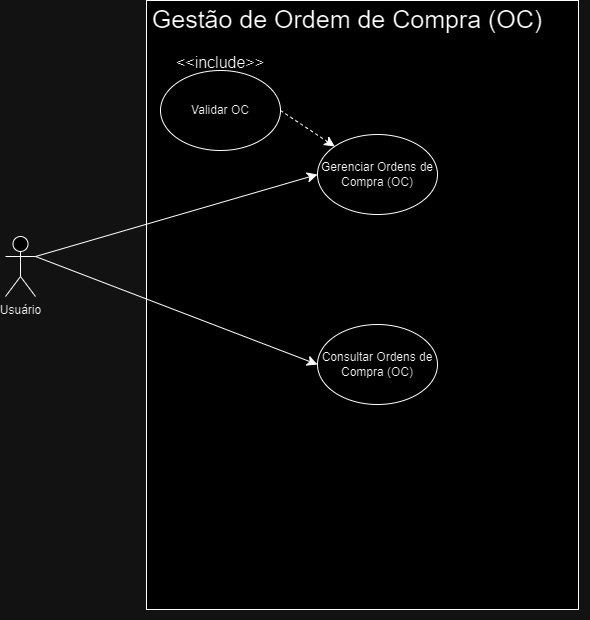 Gestão de Ordem de Compra (OC)
<<include>>
Validar OC
Gerenciar Ordens de
Compra (OC)
Usuário
Consultar Ordens de
Compra (OC)